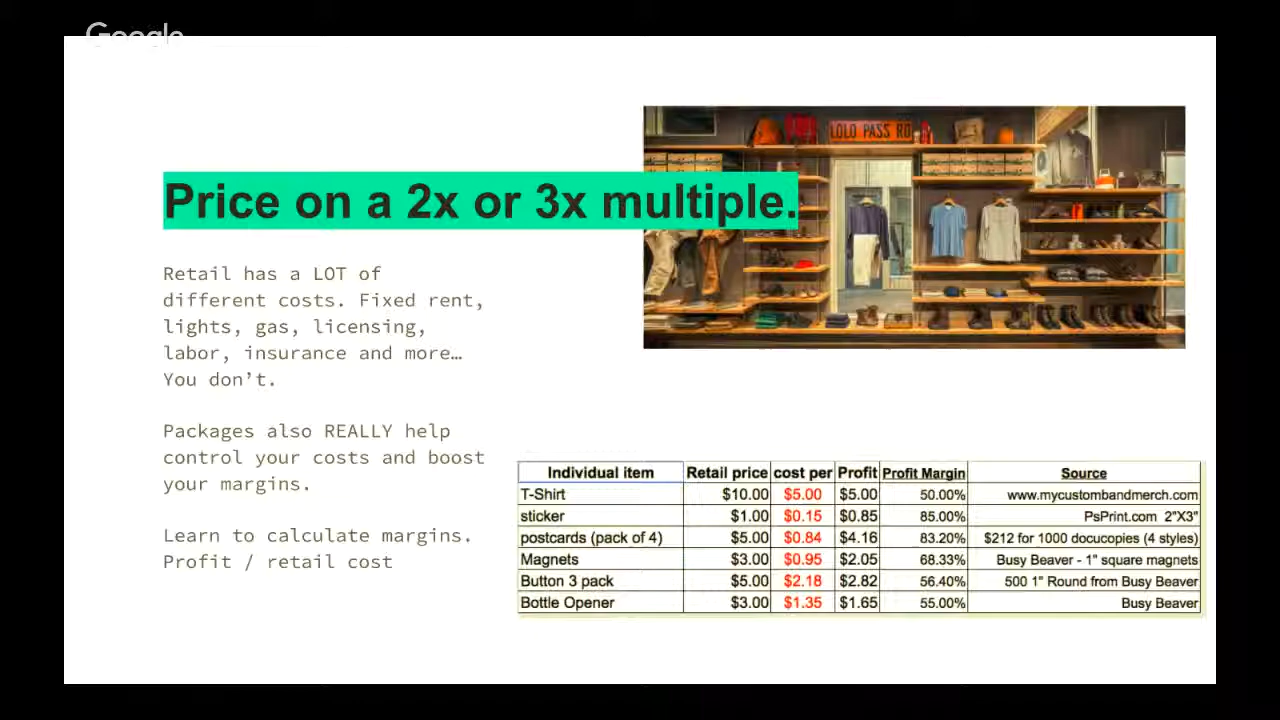 Google
LOLO PASS RD
Price on a 2x or 3x multiple.
Retail has a LOT of
different costs. Fixed rent,
lights, gas, licensing,
labor, insurance and more…
You don’t.
Packages also REALLY help
control your costs and boost
your margins.
Learn to calculate margins.
Profit / retail cost
Individual item Retail price cost per Profit Profit Margin Source
T-Shirt $10.00 $5.00 $5.00 50.00% www.mycustombandmerch.com
sticker $1.00 $0.15 $0.85 85.00% PsPrint.com 2"X3"
postcards (pack of 4) $5.00 $0.84 $4.16 83.20% $212 for 1000 docucopies (4 styles)
Magnets $3.00 $0.95 $2.05 68.33% Busy Beaver - 1" square magnets
Button 3 pack $5.00 $2.18 $2.82 56.40% 500 1" Round from Busy Beaver
Bottle Opener $3.00 $1.35 $1.65 55.00% Busy Beaver